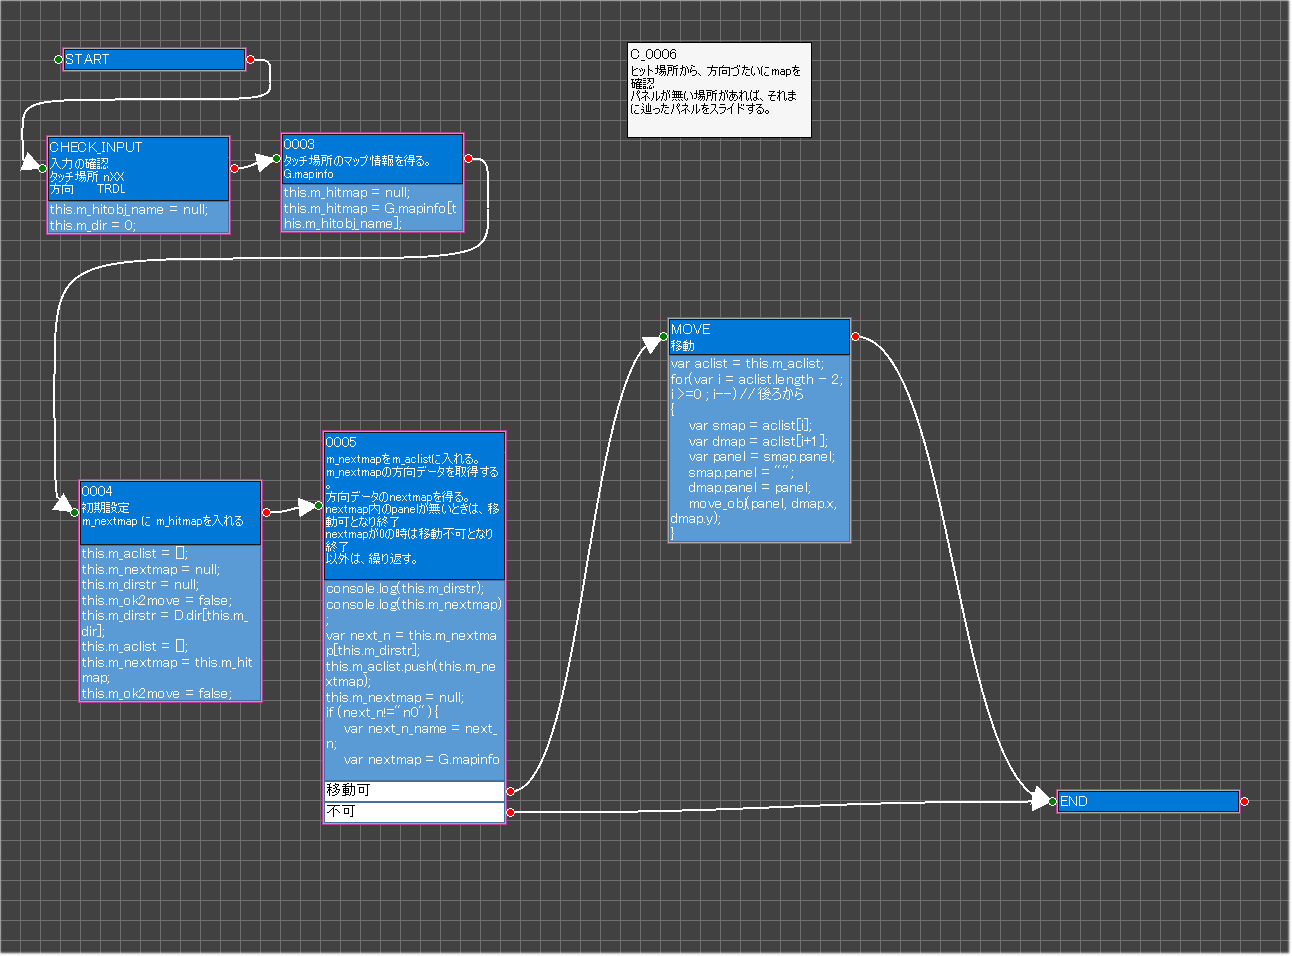 START
C_0006
ヒット場所から、方向づたいにmapを
確認
パネルが無い場所があれば、それま
に辿ったパネルをスライドする。
CHECK_INPUT
入力の確認
タッチ場所 nXX
方向 TRDL
this.m_hitobj_name = null;
this.m_dir = 0;
0003
タッチ場所のマップ情報を得る。
G.mapinfo
this.m_hitmap = null;
this.m_hitmap = G.mapinfo[t
his.m_hitobj_name];
MOVE
移動
var aclist = this.m_aclist;
for(var i = aclist.length - 2;
i >=0 ; i--) // 後ろから
{
var smap = aclist[i];
var dmap = aclist[i+1];
var panel = smap.panel;
smap.panel = "";
dmap.panel = panel;
move_obj(panel, dmap.x,
dmap.y);
}
0004
初期設定
m_nextmap に m_hitmapを入れる
this.m_aclist = [];
this.m_nextmap = null;
this.m_dirstr = null;
this.m_ok2move = false;
this.m_dirstr = D.dir[this.m_
dir];
this.m_aclist = [];
this.m_nextmap = this.m_hit
map;
this.m_ok2move = false;
0005
m_nextmapをm_aclistに入れる。
m_nextmapの方向データを取得する
。
方向データのnextmapを得る。
nextmap内のpanelが無いときは、移
動可となり終了
nextmapが0の時は移動不可となり
終了
以外は、繰り返す。
console.log(this.m_dirstr);
console.log(this.m_nextmap)
;
var next_n = this.m_nextma
p[this.m_dirstr];
this.m_aclist.push(this.m_ne
xtmap);
this.m_nextmap = null;
if (next_n!="n0") {
var next_n_name = next_
n;
var nextmap = G.mapinfo
移動可
不可
END